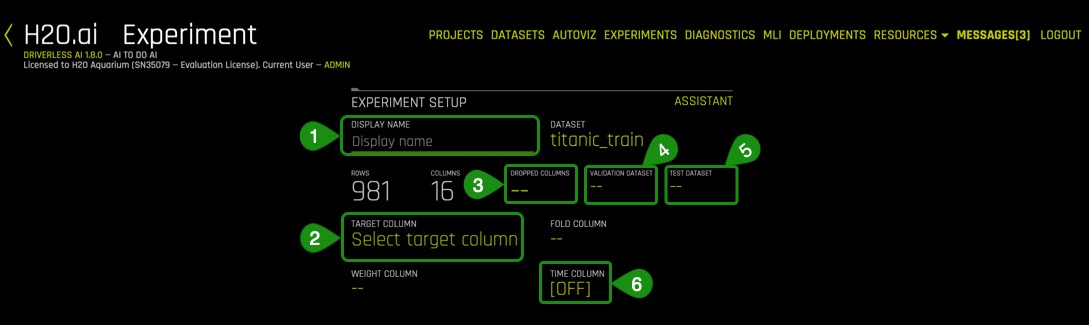 H2O.ai Experiment
PROJECTS DATASETS AUTOVIZ EXPERIMENTS DIAGNOSTICS MLI DEPLOYMENTS RESOURCES MESSAGES[3] LOGOUT
DRIVERLESS AI 1.8.0 — AI TO DO AI
Licensed to H2O Aquarium (SN35079 — Evaluation License). Current User — ADMIN
EXPERIMENT SETUP
ASSISTANT
1
DISPLAY NAME
Display name
DATASET
titanic_train
4
5
ROWS
981
COLUMNS
16
3
DROPPED COLUMNS
--
VALIDATION DATASET
--
TEST DATASET
--
2
TARGET COLUMN
Select target column
FOLD COLUMN
--
WEIGHT COLUMN
--
TIME COLUMN
[OFF]
6